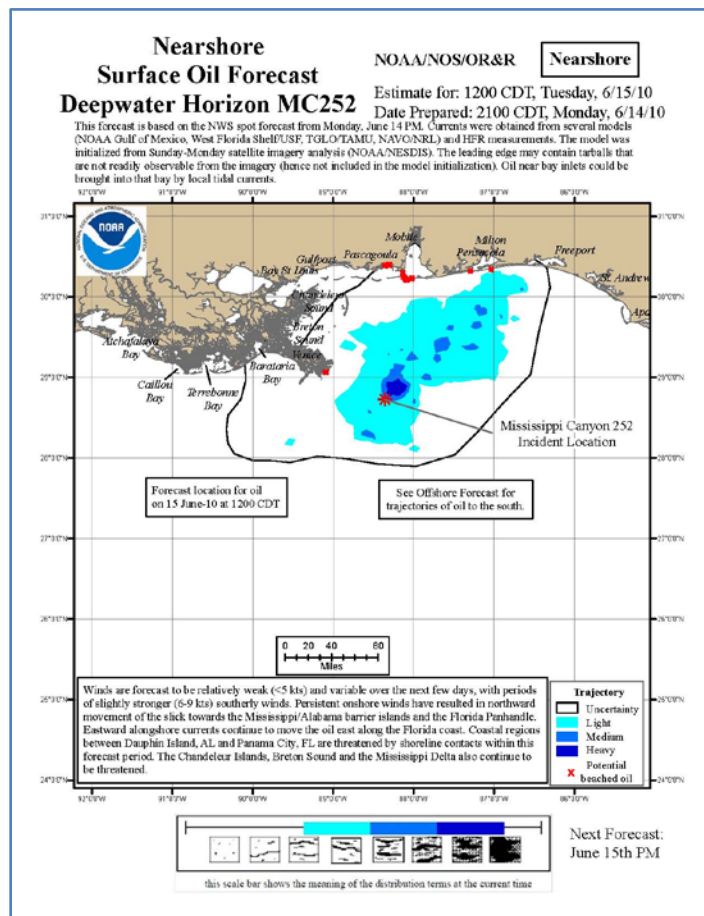 Nearshore
Surface Oil Forecast
Deepwater Horizon MC252
NOAA/NOS/OR&R
Nearshore
Estimate for: 1200 CDT, Tuesday, 6/15/10
Date Prepared: 2100 CDT, Monday, 6/14/10
This forecast is based on the NWS spot forecast from Monday, June 14 PM. Currents were obtained from several models
(NOAA Gulf of Mexico, West Florida Shelf/USF, TGLO/TAMU, NAVO/NRL) and HFR measurements. The model was
initialized from Sunday-Monday satellite imagery analysis (NOAA/NESDIS). The leading edge may contain tarballs that
are not readily observable from the imagery (hence not included in the model initialization). Oil near bay inlets could be
brought into that bay by local tidal currents.
NOAA
Mobile
Gulfport
Pascagoula
Milton
Pensacola
Freeport
Bay St Louis
St. Andrew
Chandeleur
Sound
Breton
Sound
Venice
Atchafalaya
Bay
Barataria
Bay
Caillou
Bay
Terrebonne
Bay
Mississippi Canyon 252
Incident Location
Forecast location for oil
on 15 June-10 at 1200 CDT
See Offshore Forecast for
trajectories of oil to the south.
0 20 40 80
Miles
Winds are forecast to be relatively weak (<5 kts) and variable over the next few days, with periods
of slightly stronger (6-9 kts) southerly winds. Persistent onshore winds have resulted in northward
movement of the slick towards the Mississippi/Alabama barrier islands and the Florida Panhandle.
Eastward alongshore currents continue to move the oil east along the Florida coast. Coastal regions
between Dauphin Island, AL and Panama City, FL are threatened by shoreline contacts within this
forecast period. The Chandeleur Islands, Breton Sound and the Mississippi Delta also continue to
be threatened.
Trajectory
Uncertainty
Light
Medium
Heavy
Potential
beached oil
Next Forecast:
June 15th PM
this scale bar shows the meaning of the distribution terms at the current time